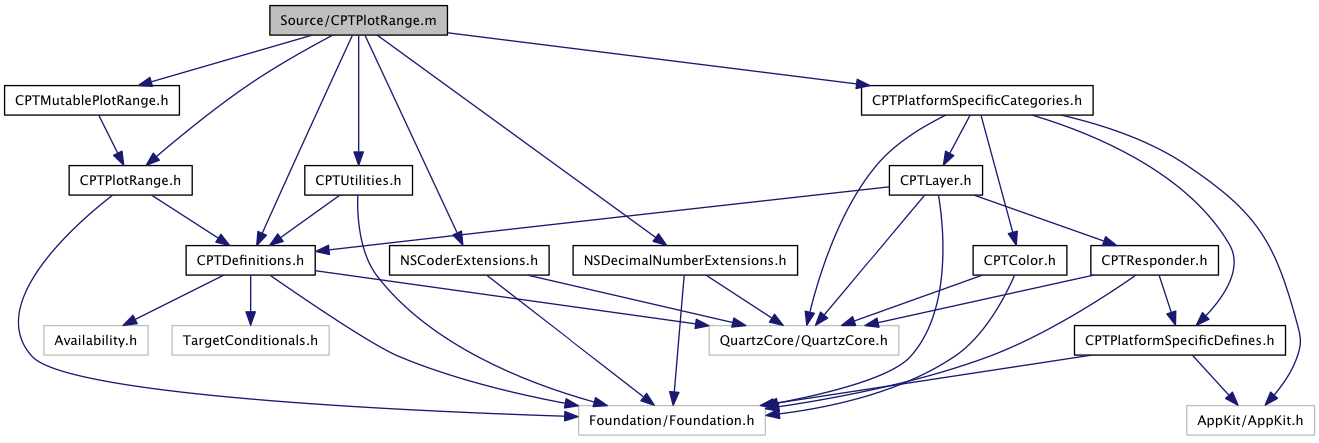 Source/CPTPlotRange.m
CPTMutablePlotRange.h
CPTPlatformSpecificCategories.h
CPTPlotRange.h
CPTUtilities.h
CPTLayer.h
CPTDefinitions.h
NSCoderExtensions.h
NSDecimalNumberExtensions.h
CPTColor.h
CPTResponder.h
Availability.h
TargetConditionals.h
QuartzCore/QuartzCore.h
CPTPlatformSpecificDefines.h
Foundation/Foundation.h
AppKit/AppKit.h